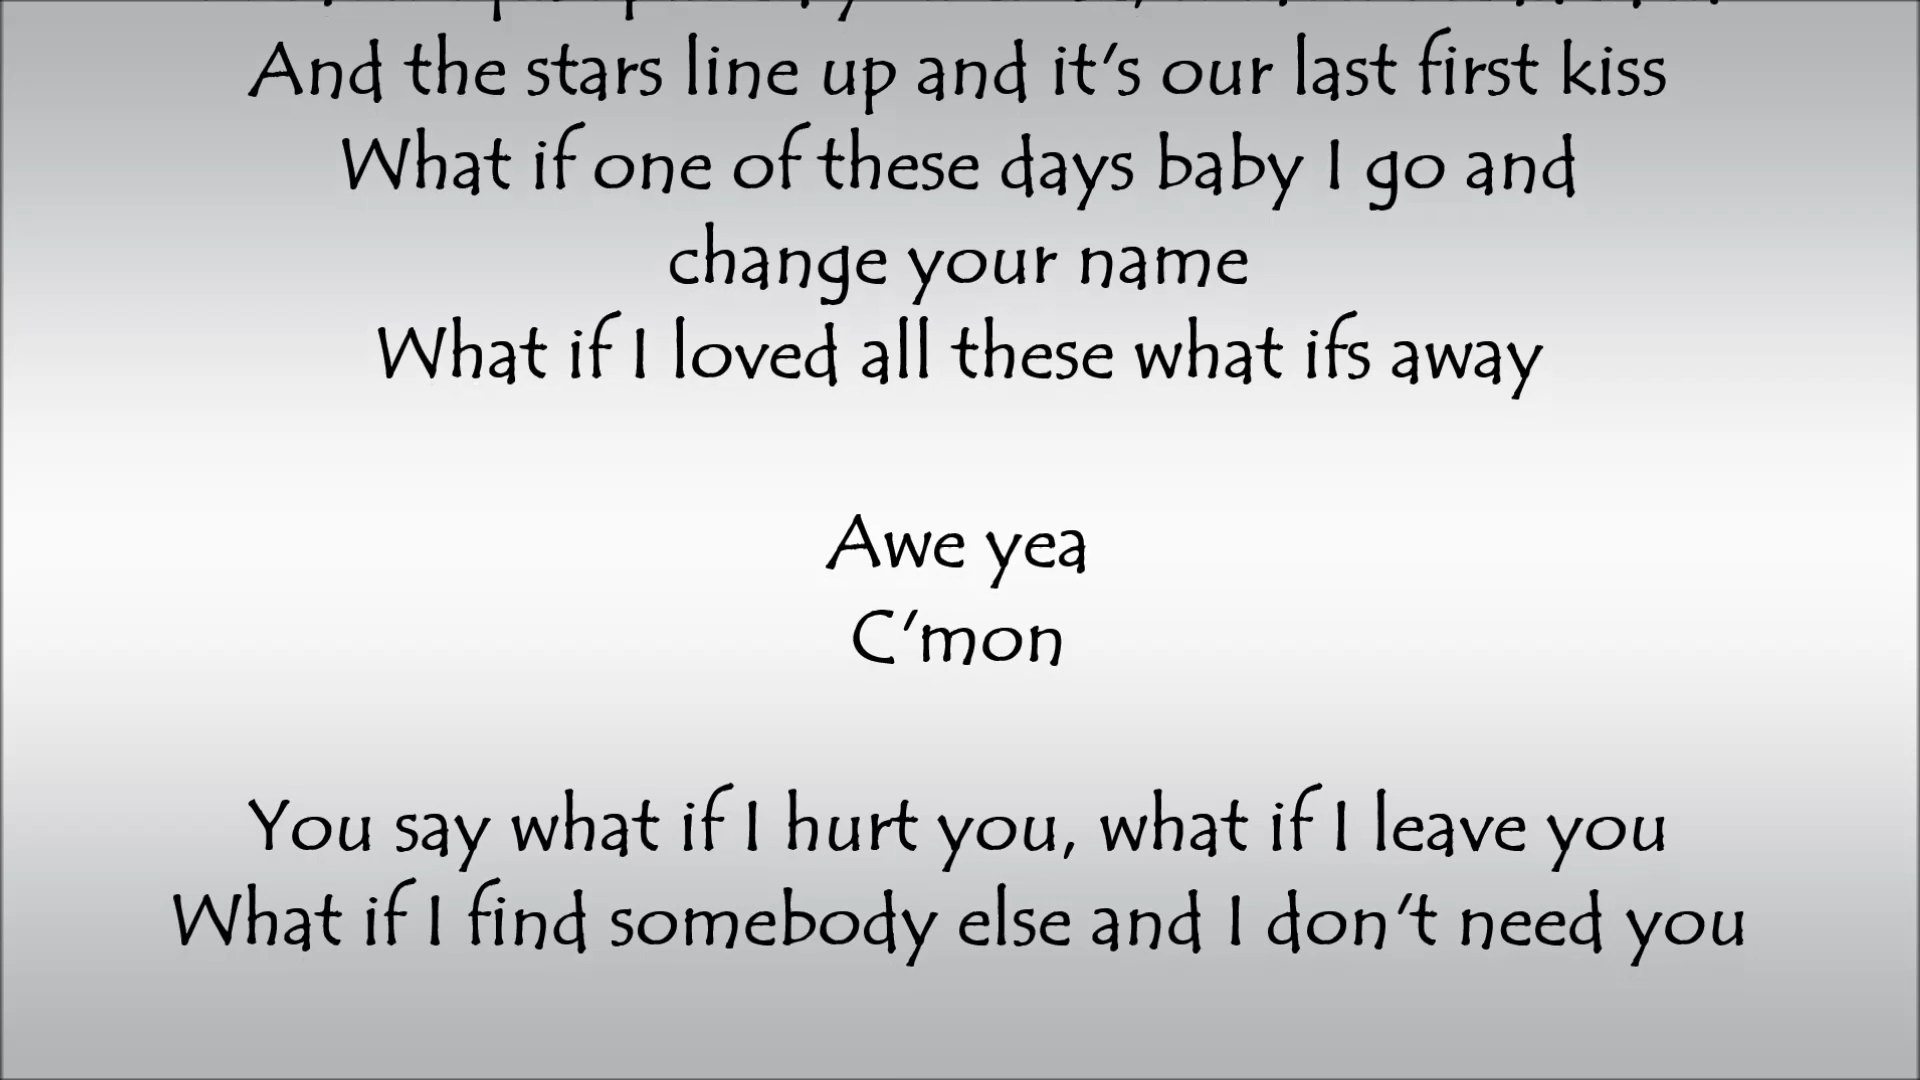 And the stars line up and it's our last first kiss
What if one of these days baby I go and
change your name
What if I loved all these what ifs away
Awe yea
C'mon
You say what if I hurt you, what if I leave you
What if I find somebody else and I don't need you